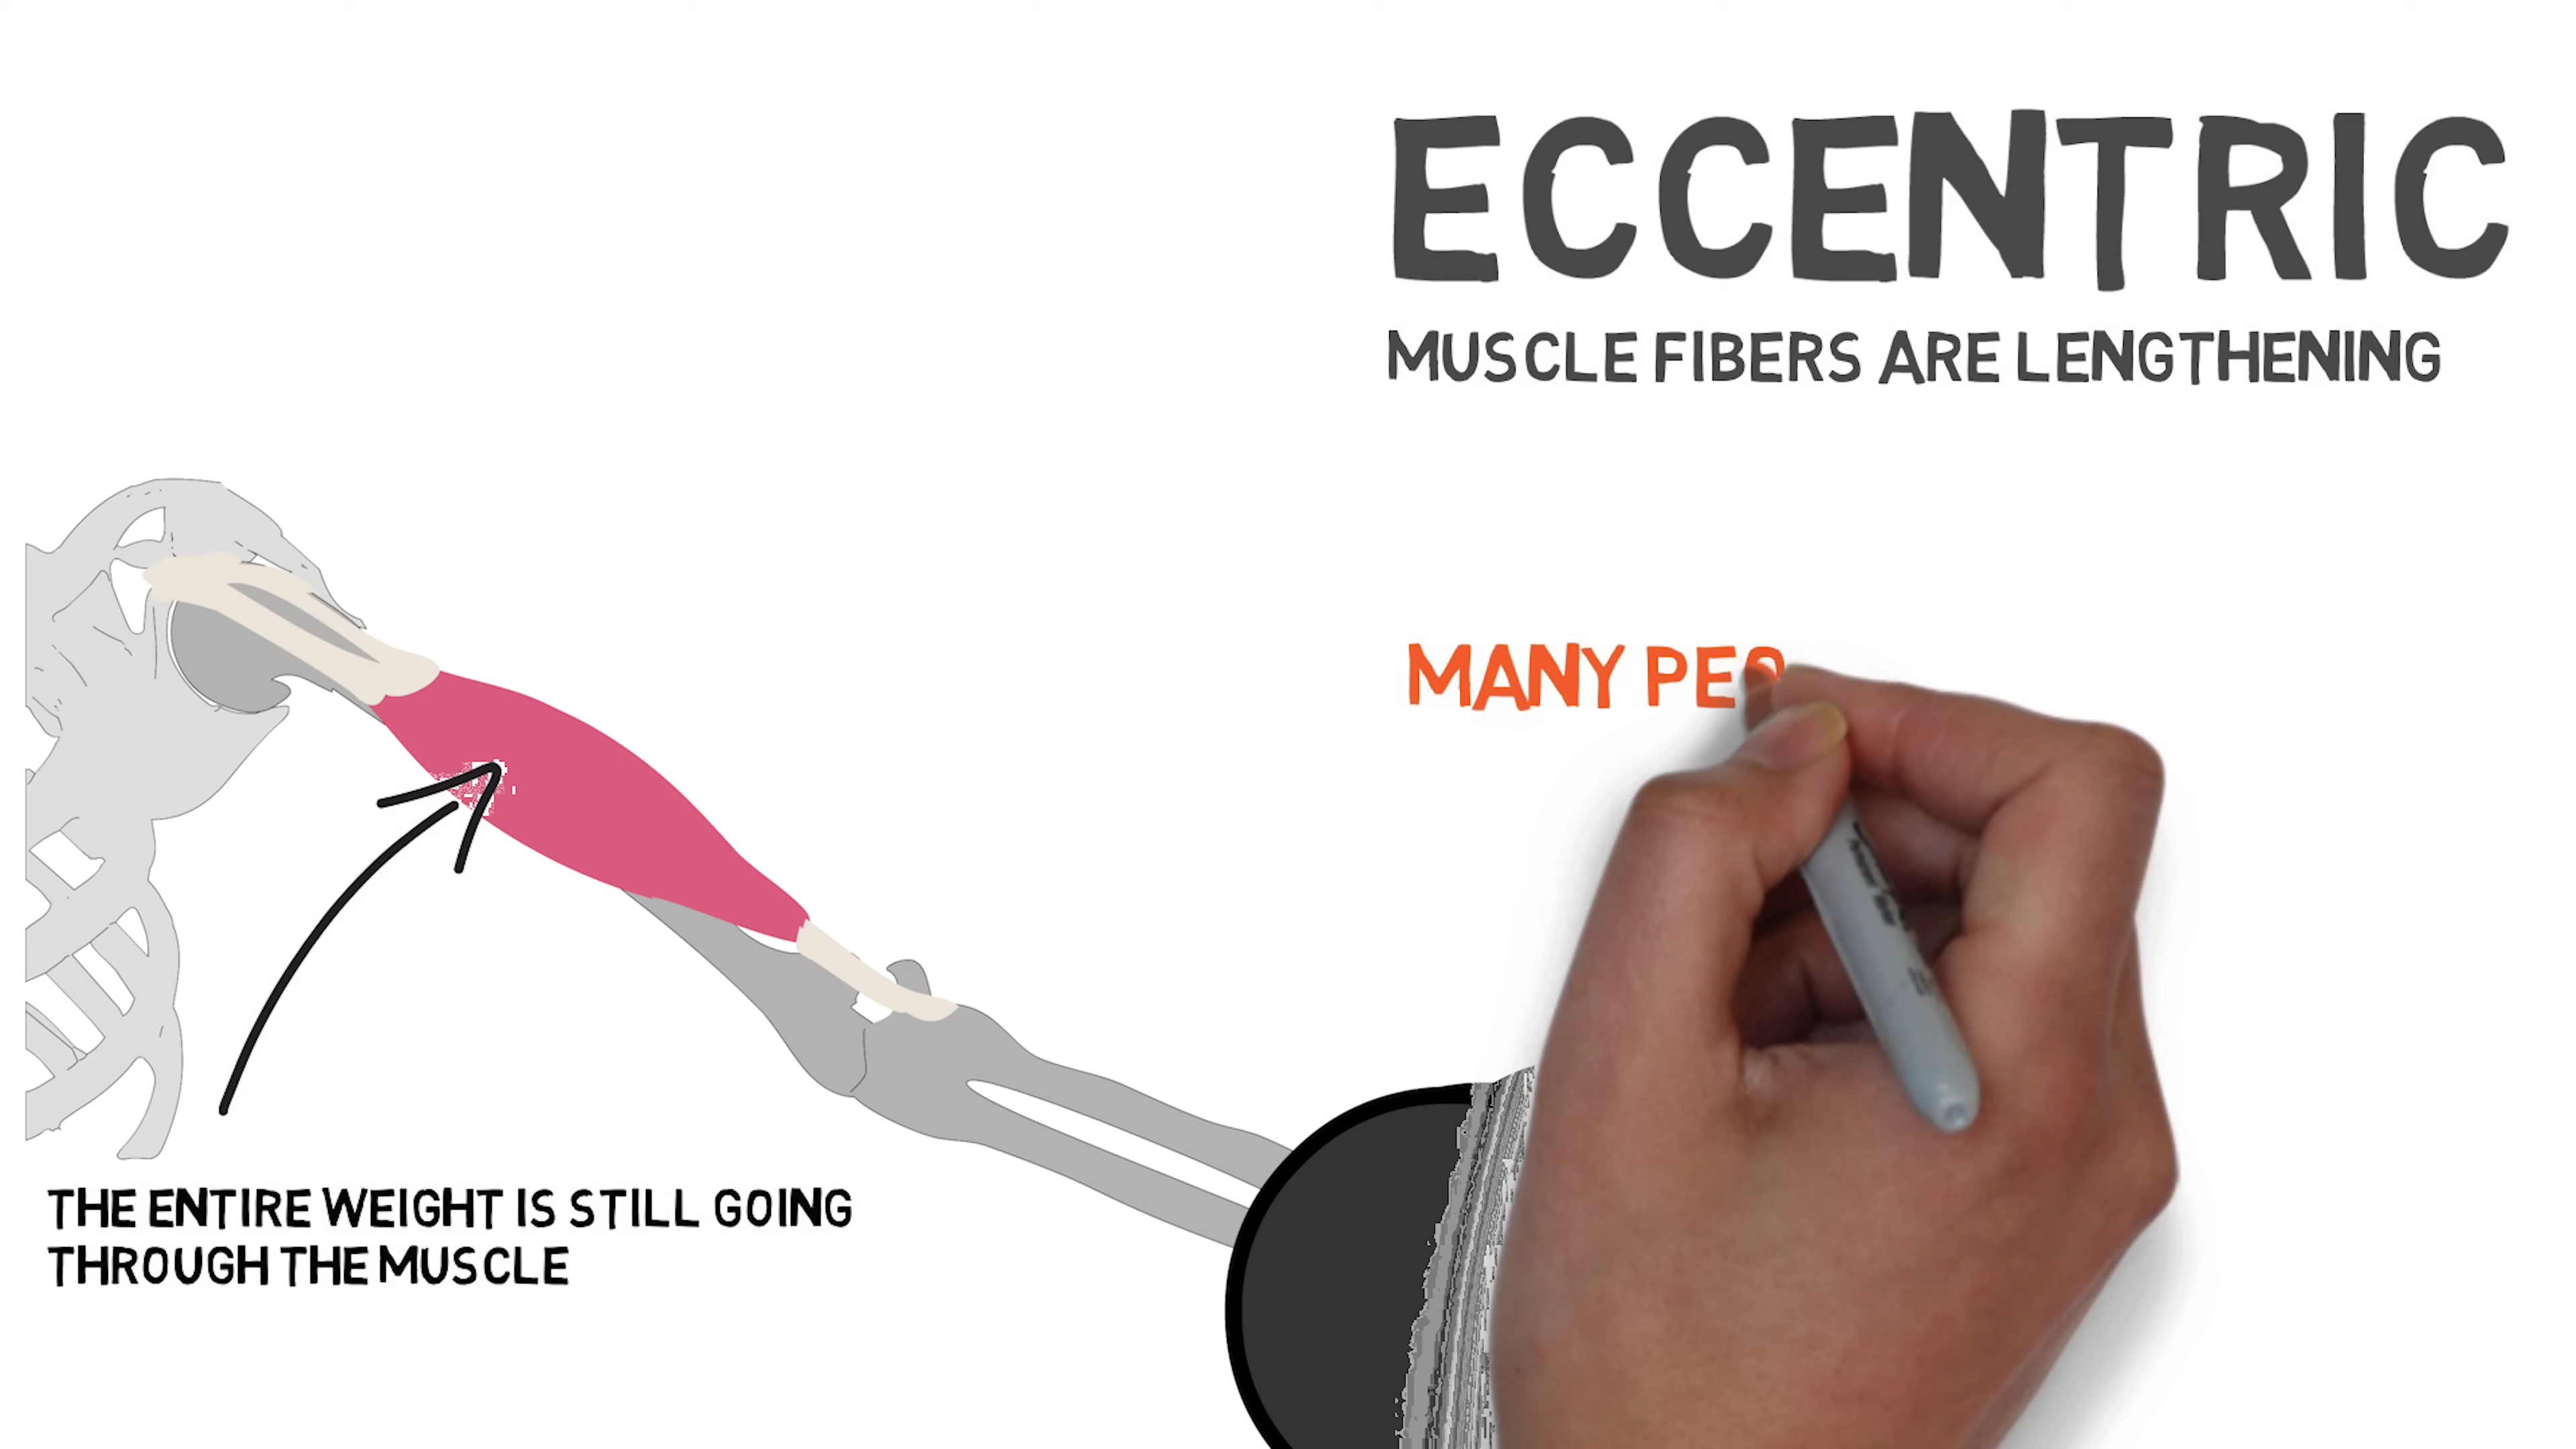 ECCENTRIC
MUSCLE FIBERS ARE LENGTHENING
MANY
THE ENTIRE WEIGHT IS STILL GOING
THROUGH THE MUSCLE